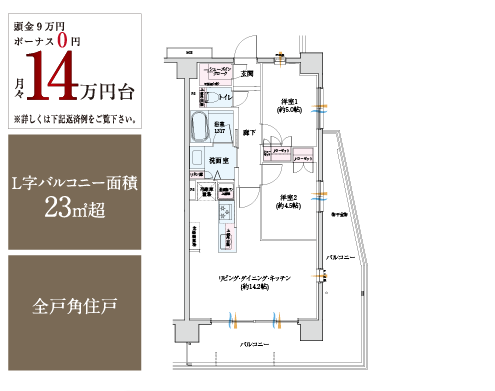 頭金9万円
ボーナス0円
月々14万円台
※詳しくは下記返済例をご覧下さい。
L字バルコニー面積
23㎡超
全戸角住戸
シューズインクローク
玄関
トイレ
洋室1
(約5.0帖)
浴室
1317
廊下
洗面室
クローゼット
クローゼット
洋室2
(約4.5帖)
リビング・ダイニング・キッチン
(約14.2帖)
バルコニー
バルコニー